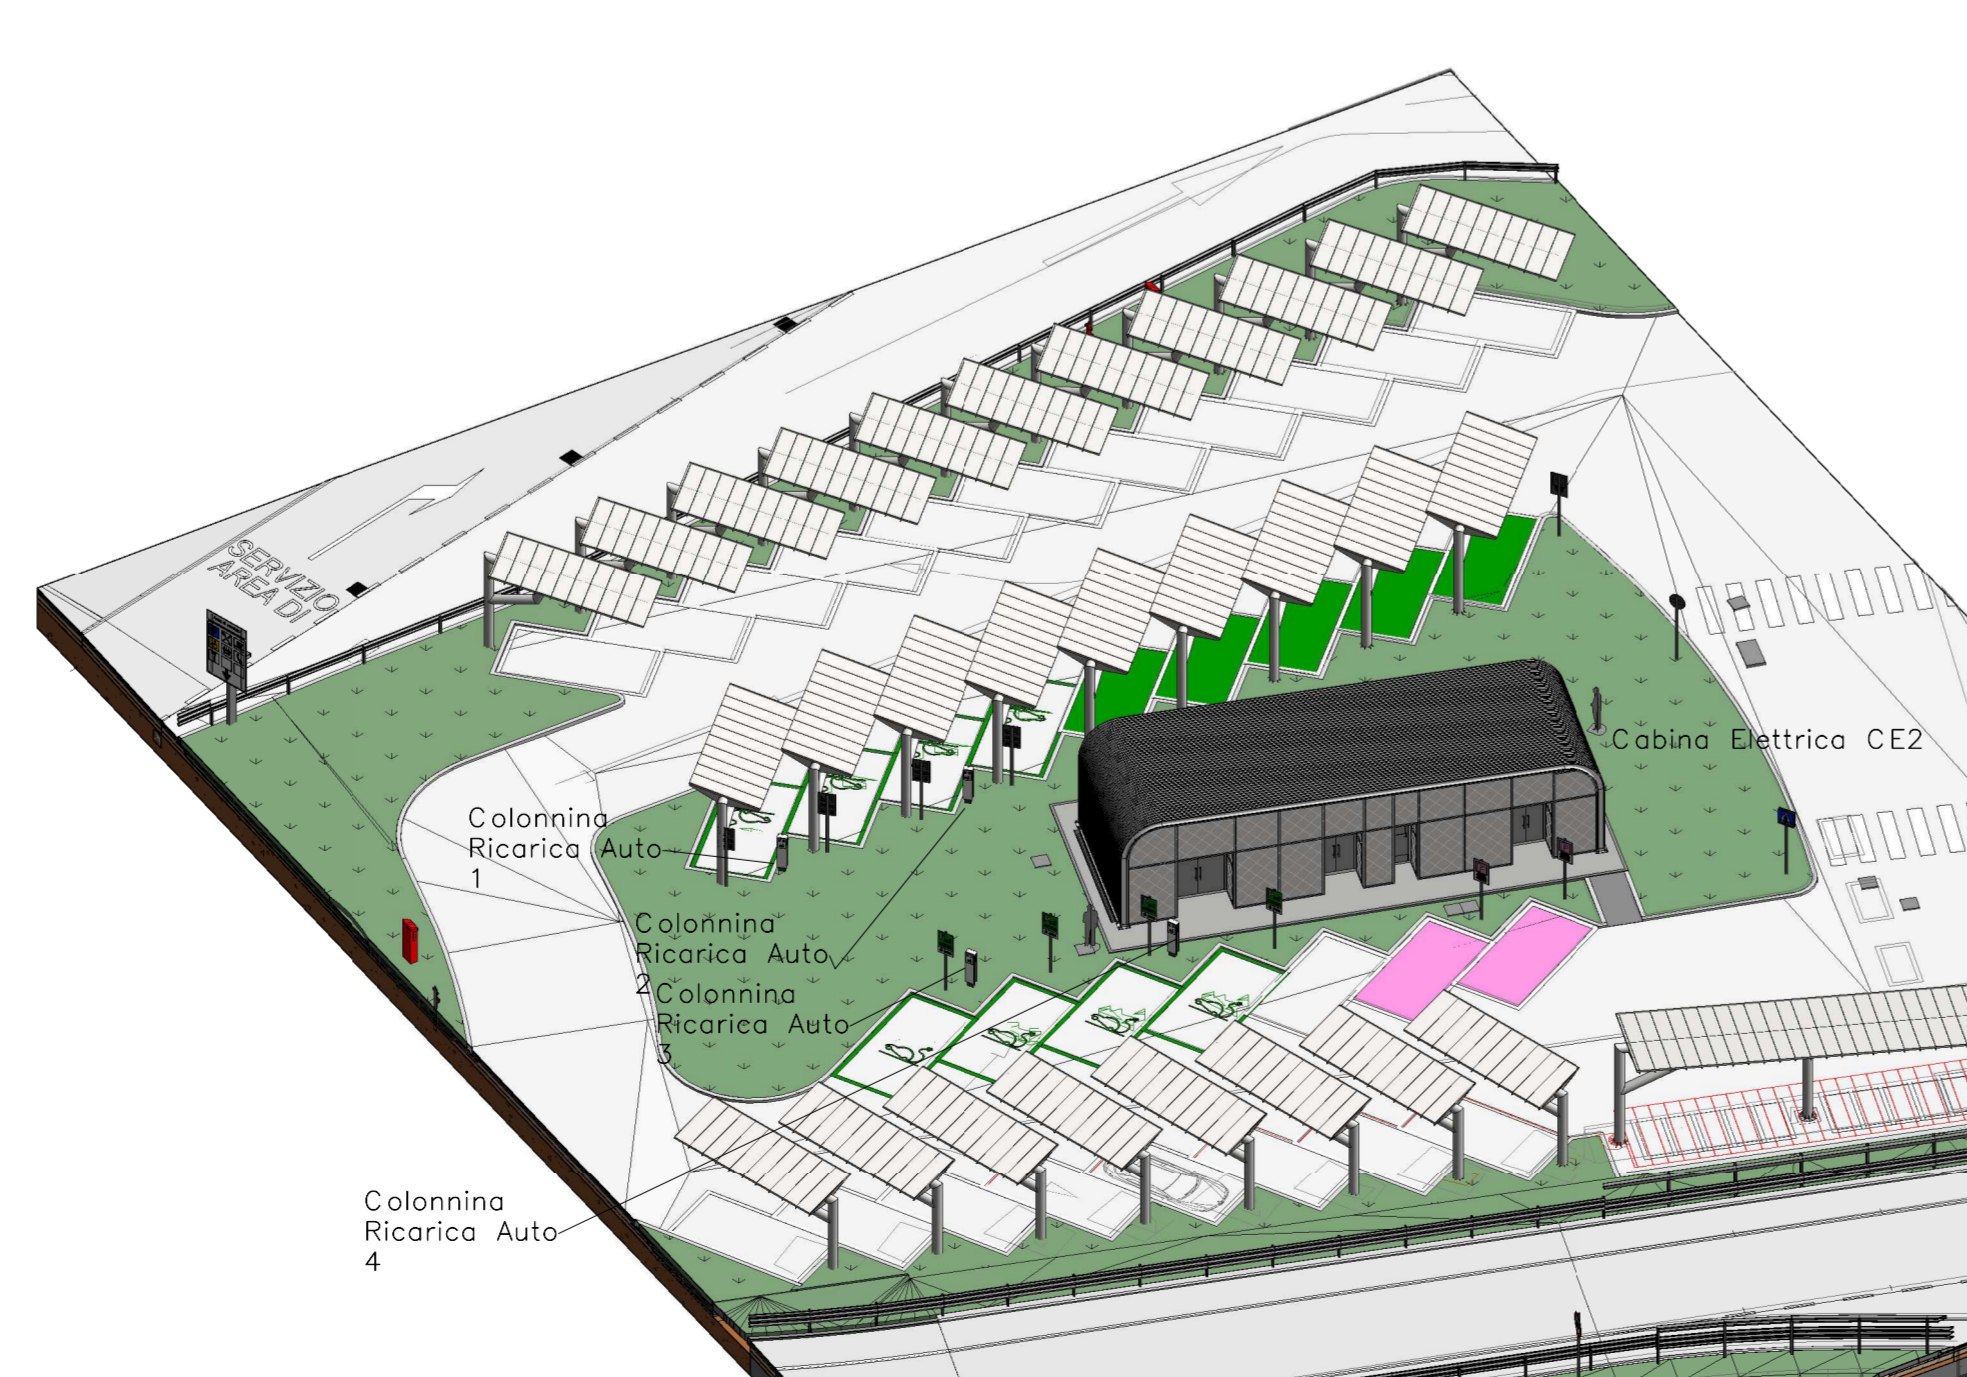 SERVIZIO
AREA DI
Cabina Elettrica CE2
Colonnina
Ricarica Auto
1
Colonnina
Ricarica Auto
2
Colonnina
Ricarica Auto
3
Colonnina
Ricarica Auto
4